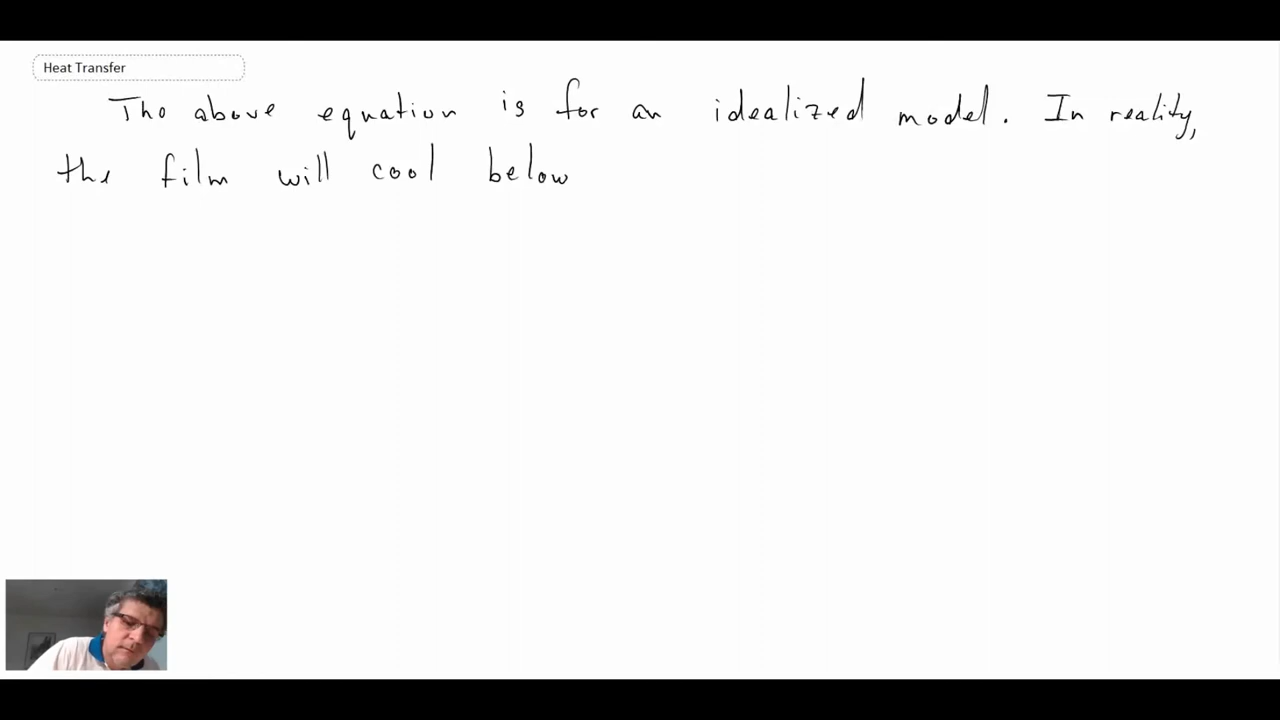 Heat Transfer
The above equation is for an idealized model. In reality,
the film will cool below